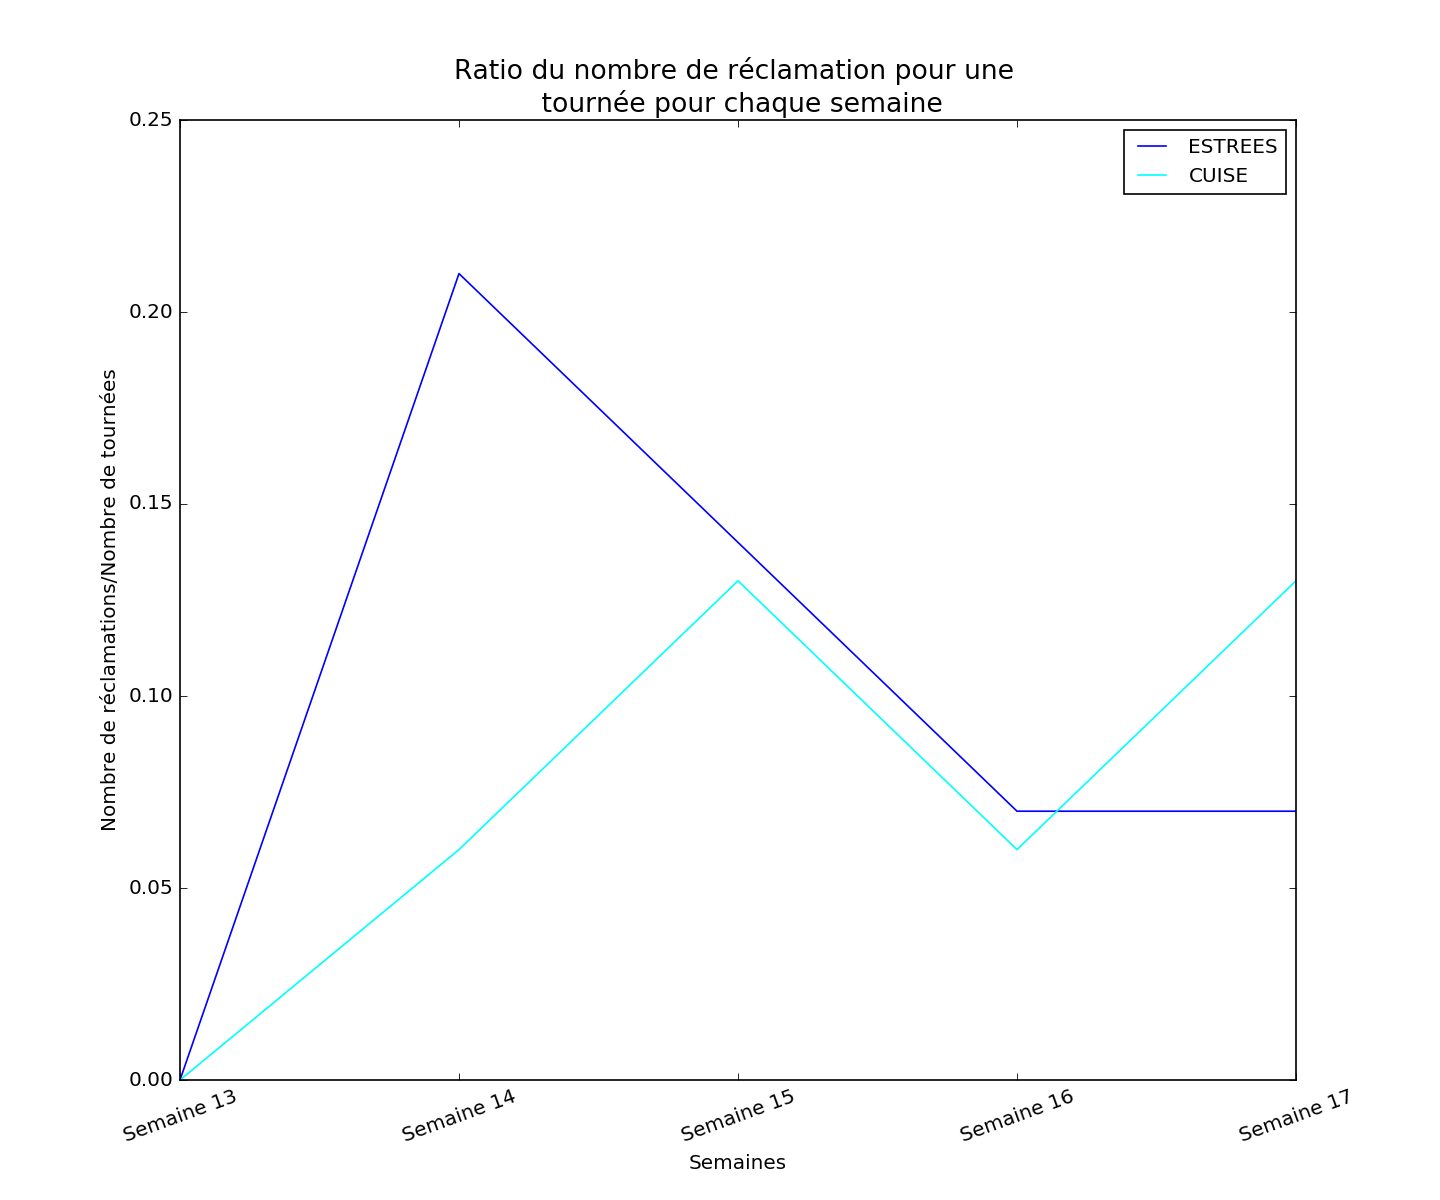 Ratio du nombre de réclamation pour une
tournée pour chaque semaine
ESTREES
CUISE
Nombre de réclamations/Nombre de tournées
0.25
0.20
0.15
0.10
0.05
0.00
Semaine 13
Semaine 14
Semaine 15
Semaine 16
Semaine 17
Semaines